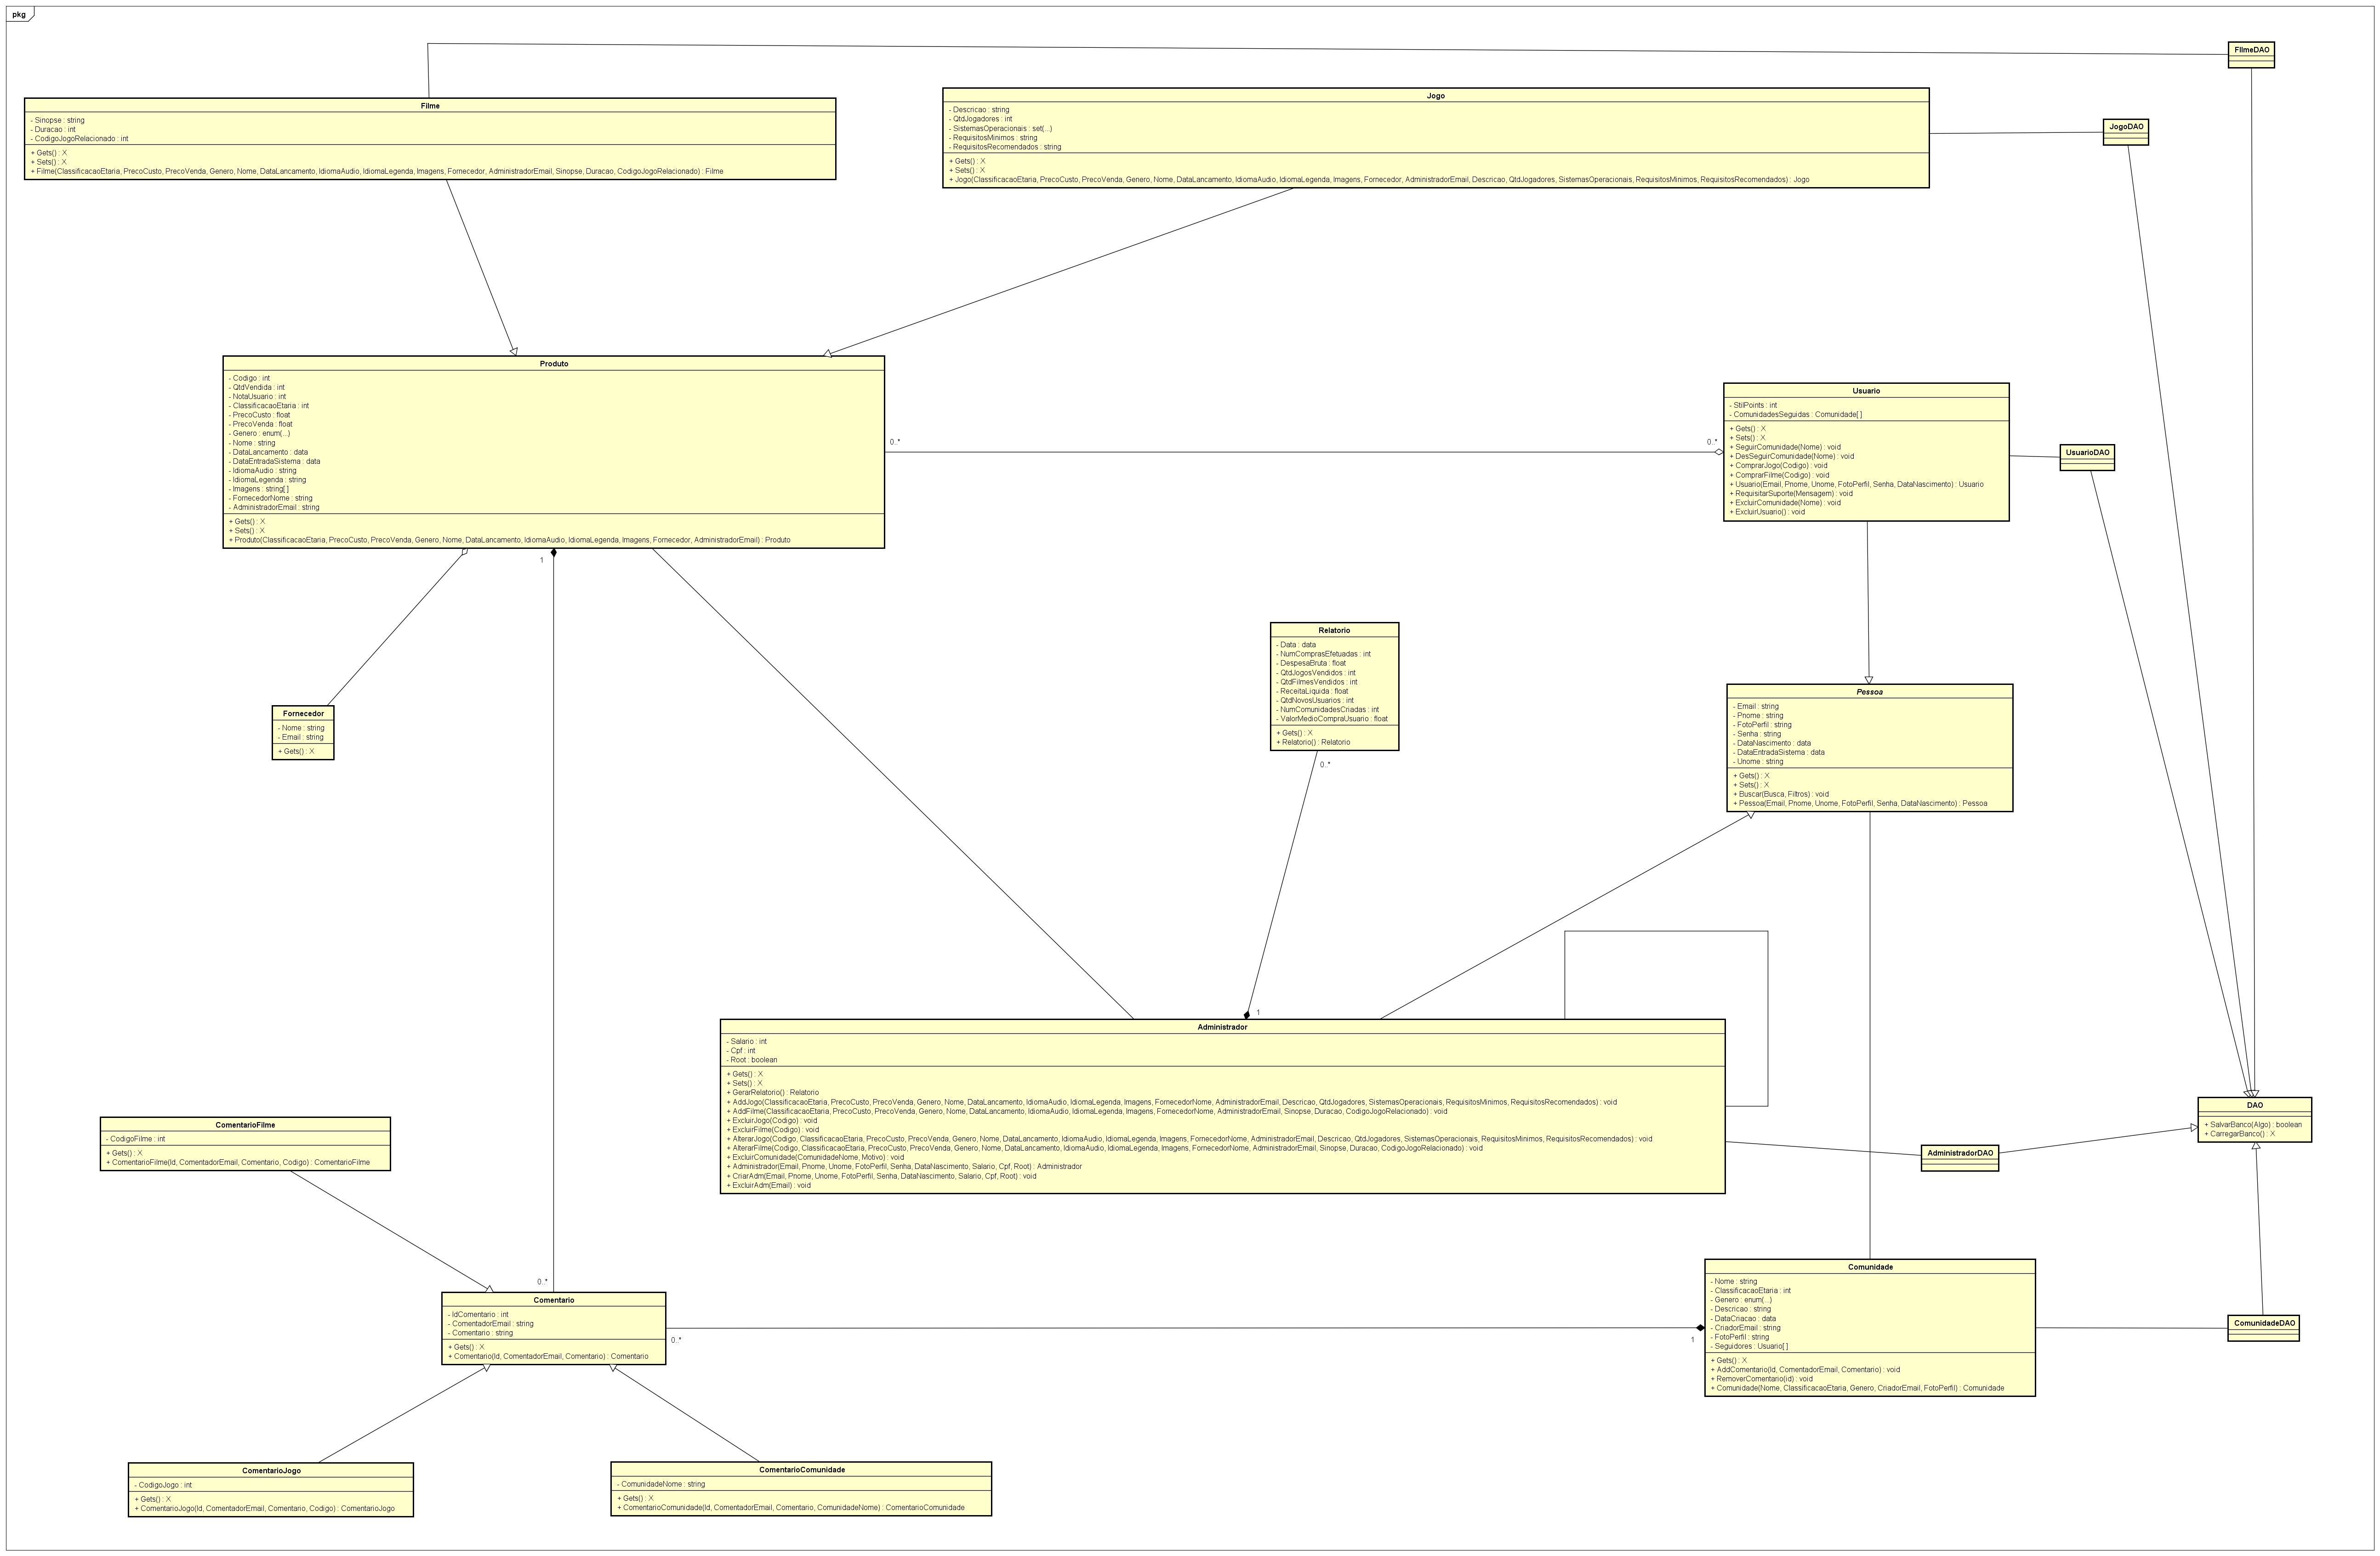 pkg
FilmeDAO
Filme
- Sinopse : string
- Duracao : int
- CodigoJogoRelacionado : int
+ Gets() : X
+ Sets() : X
+ Filme(ClassificacaoEtaria, PrecoCusto, PrecoVenda, Genero, Nome, DataLancamento, IdiomaAudio, IdiomaLegenda, Imagens, Fornecedor, AdministradorEmail, Sinopse, Duracao, CodigoJogoRelacionado) : Filme
Jogo
- Descricao : string
- QtdJogadores : int
- SistemasOperacionais : set(...)
- RequisitosMinimos : string
- RequisitosRecomendados : string
+ Gets() : X
+ Sets() : X
+ Jogo(ClassificacaoEtaria, PrecoCusto, PrecoVenda, Genero, Nome, DataLancamento, IdiomaAudio, IdiomaLegenda, Imagens, Fornecedor, AdministradorEmail, Descricao, QtdJogadores, SistemasOperacionais, RequisitosMinimos, RequisitosRecomendados) : Jogo
JogoDAO
Produto
- Codigo : int
- QtdVendida : int
- NotaUsuario : int
- ClassificacaoEtaria : int
- PrecoCusto : float
- PrecoVenda : float
- Genero : enum(...)
- Nome : string
- DataLancamento : data
- DataEntradaSistema : data
- IdiomaAudio : string
- IdiomaLegenda : string
- Imagens : string[ ]
- FornecedorNome : string
- AdministradorEmail : string
+ Gets() : X
+ Sets() : X
+ Produto(ClassificacaoEtaria, PrecoCusto, PrecoVenda, Genero, Nome, DataLancamento, IdiomaAudio, IdiomaLegenda, Imagens, Fornecedor, AdministradorEmail) : Produto
0..*
0..*
1
Usuario
- StilPoints : int
- ComunidadesSeguidas : Comunidade[ ]
+ Gets() : X
+ Sets() : X
+ SeguirComunidade(Nome) : void
+ DesSeguirComunidade(Nome) : void
+ ComprarJogo(Codigo) : void
+ ComprarFilme(Codigo) : void
+ Usuario(Email, Pnome, Unome, FotoPerfil, Senha, DataNascimento) : Usuario
+ RequisitarSuporte(Mensagem) : void
+ ExcluirComunidade(Nome) : void
+ ExcluirUsuario() : void
UsuarioDAO
Fornecedor
- Nome : string
- Email : string
+ Gets() : X
Relatorio
- Data : data
- NumComprasEfetuadas : int
- DespesaBruta : float
- QtdJogosVendidos : int
- QtdFilmesVendidos : int
- ReceitaLiquida : float
- QtdNovosUsuarios : int
- NumComunidadesCriadas : int
- ValorMedioCompraUsuario : float
+ Gets() : X
+ Relatorio() : Relatorio
0..*
Pessoa
- Email : string
- Pnome : string
- FotoPerfil : string
- Senha : string
- DataNascimento : data
- DataEntradaSistema : data
- Unome : string
+ Gets() : X
+ Sets() : X
+ Buscar(Busca, Filtros) : void
+ Pessoa(Email, Pnome, Unome, FotoPerfil, Senha, DataNascimento) : Pessoa
1
Administrador
- Salario : int
- Cpf : int
- Root : boolean
+ Gets() : X
+ Sets() : X
+ GerarRelatorio() : Relatorio
+ AddJogo(ClassificacaoEtaria, PrecoCusto, PrecoVenda, Genero, Nome, DataLancamento, IdiomaAudio, IdiomaLegenda, Imagens, FornecedorNome, AdministradorEmail, Descricao, QtdJogadores, SistemasOperacionais, RequisitosMinimos, RequisitosRecomendados) : void
+ AddFilme(ClassificacaoEtaria, PrecoCusto, PrecoVenda, Genero, Nome, DataLancamento, IdiomaAudio, IdiomaLegenda, Imagens, FornecedorNome, AdministradorEmail, Sinopse, Duracao, CodigoJogoRelacionado) : void
+ ExcluirJogo(Codigo) : void
+ ExcluirFilme(Codigo) : void
+ AlterarJogo(Codigo, ClassificacaoEtaria, PrecoCusto, PrecoVenda, Genero, Nome, DataLancamento, IdiomaAudio, IdiomaLegenda, Imagens, FornecedorNome, AdministradorEmail, Descricao, QtdJogadores, SistemasOperacionais, RequisitosMinimos, RequisitosRecomendados) : void
+ AlterarFilme(Codigo, ClassificacaoEtaria, PrecoCusto, PrecoVenda, Genero, Nome, DataLancamento, IdiomaAudio, IdiomaLegenda, Imagens, FornecedorNome, AdministradorEmail, Sinopse, Duracao, CodigoJogoRelacionado) : void
+ ExcluirComunidade(ComunidadeNome, Motivo) : void
+ Administrador(Email, Pnome, Unome, FotoPerfil, Senha, DataNascimento, Salario, Cpf, Root) : Administrador
+ CriarAdm(Email, Pnome, Unome, FotoPerfil, Senha, DataNascimento, Salario, Cpf, Root) : void
+ ExcluirAdm(Email) : void
DAO
+ SalvarBanco(Algo) : boolean
+ CarregarBanco() : X
AdministradorDAO
ComentarioFilme
- CodigoFilme : int
+ Gets() : X
+ ComentarioFilme(Id, ComentadorEmail, Comentario, Codigo) : ComentarioFilme
0..*
Comentario
- IdComentario : int
- ComentadorEmail : string
- Comentario : string
+ Gets() : X
+ Comentario(Id, ComentadorEmail, Comentario) : Comentario
0..*
1
Comunidade
- Nome : string
- ClassificacaoEtaria : int
- Genero : enum(...)
- Descricao : string
- DataCriacao : data
- CriadorEmail : string
- FotoPerfil : string
- Seguidores : Usuario[ ]
+ Gets() : X
+ AddComentario(Id, ComentadorEmail, Comentario) : void
+ RemoverComentario(id) : void
+ Comunidade(Nome, ClassificacaoEtaria, Genero, CriadorEmail, FotoPerfil) : Comunidade
ComunidadeDAO
ComentarioJogo
- CodigoJogo : int
+ Gets() : X
+ ComentarioJogo(Id, ComentadorEmail, Comentario, Codigo) : ComentarioJogo
ComentarioComunidade
- ComunidadeNome : string
+ Gets() : X
+ ComentarioComunidade(Id, ComentadorEmail, Comentario, ComunidadeNome) : ComentarioComunidade